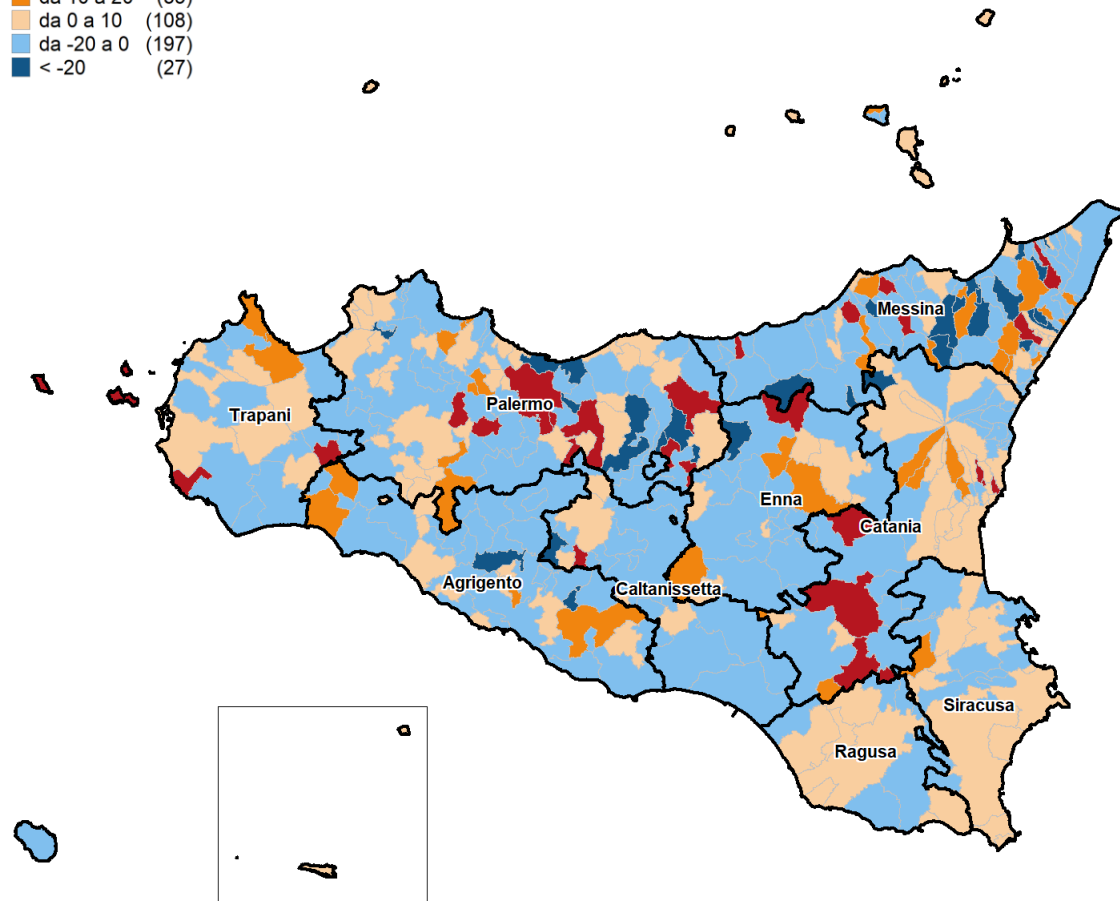 da 0 a 10 (108)
da -20 a 0 (197)
< -20 (27)
Messina
Palermo
Trapani
Enna
Catania
Agrigento
Caltanissetta
Siracusa
Ragusa